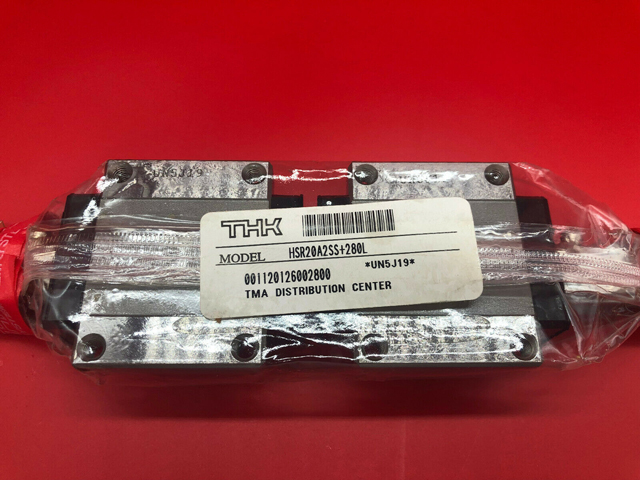 UN5J19
THK
MODEL HSR20A2SS+280L
*UN5J19*
001120126002800
TMA DISTRIBUTION CENTER